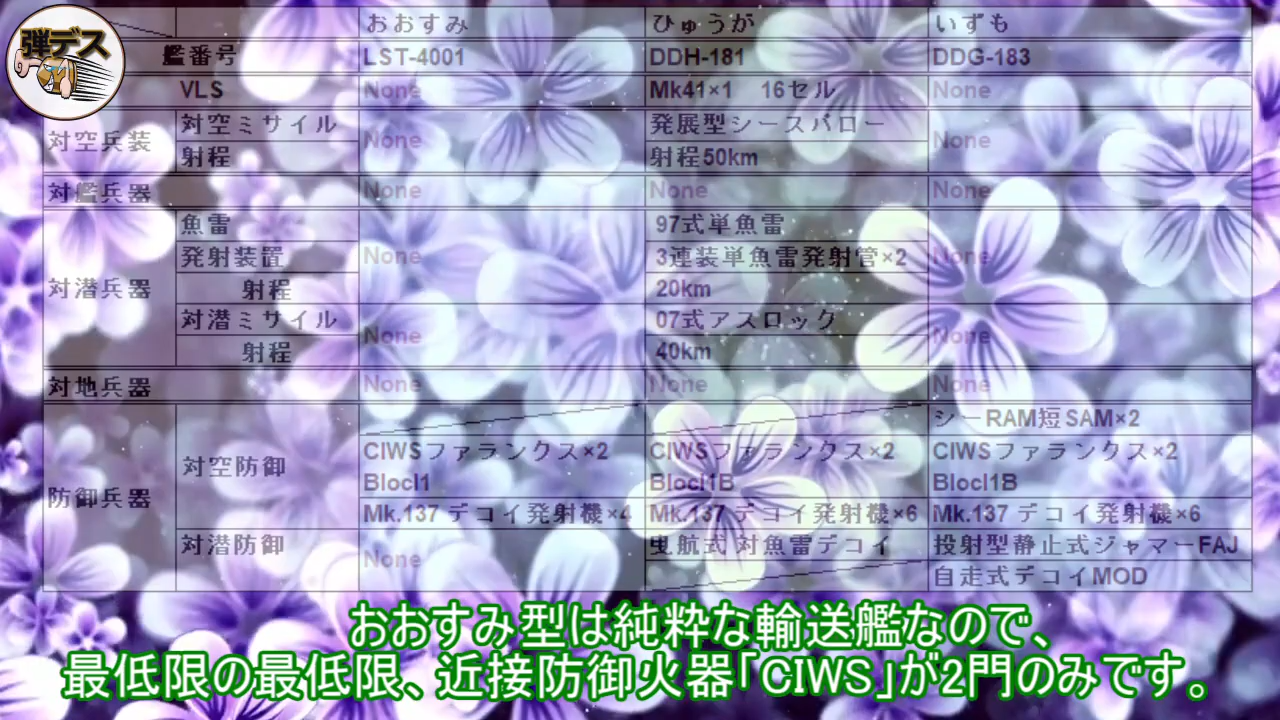 弾デス
おおすみ ひゅうが いずも
艦番号 LST-4001 DDH-181 DDG-183
VLS None Mk41×1 16セル None
対空兵装 対空ミサイル None 発展型シースパロー None
射程 射程50km
対艦兵器 None None None
対潜兵器 魚雷 None 97式単魚雷 None
発射装置 3連装単魚雷発射管×2
射程 20km
対潜ミサイル None 07式アスロック None
射程 40km
対地兵器 None None None
防御兵器 対空防御 シーRAM短SAM×2
CIWSファランクス×2 CIWSファランクス×2 CIWSファランクス×2
Blocl1 Blocl1B Blocl1B
Mk.137 デコイ発射機×4 Mk.137 デコイ発射機×6 Mk.137 デコイ発射機×6
対潜防御 None 曳航式 対魚雷デコイ 投射型静止式ジャマーFAJ
自走式デコイMOD
おおすみ型は純粋な輸送艦なので、
最低限の最低限、近接防御火器「CIWS」が2門のみです。